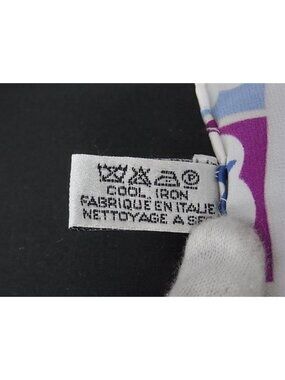 P
COOL IRON
FABRIQUE EN ITALIE
NETTOYAGE A SEC